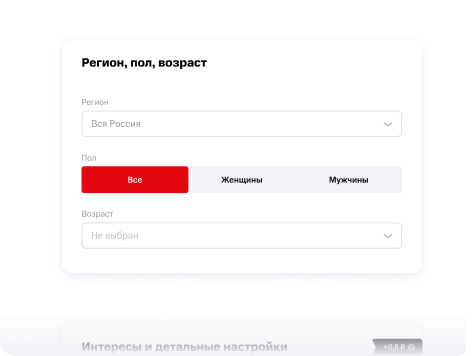 Регион, пол, возраст
Регион
Вся Россия
Пол
Все Женщины Мужчины
Возраст
Не выбран
Интересы и детальные настройки +0,5 ₽